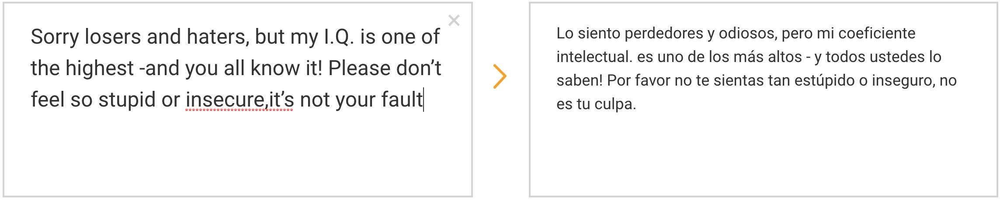 Sorry losers and haters, but my I.Q. is one of
the highest -and you all know it! Please don’t
feel so stupid or insecure,it’s not your fault
Lo siento perdedores y odiosos, pero mi coeficiente
intelectual. es uno de los más altos - y todos ustedes lo
saben! Por favor no te sientas tan estúpido o inseguro, no
es tu culpa.